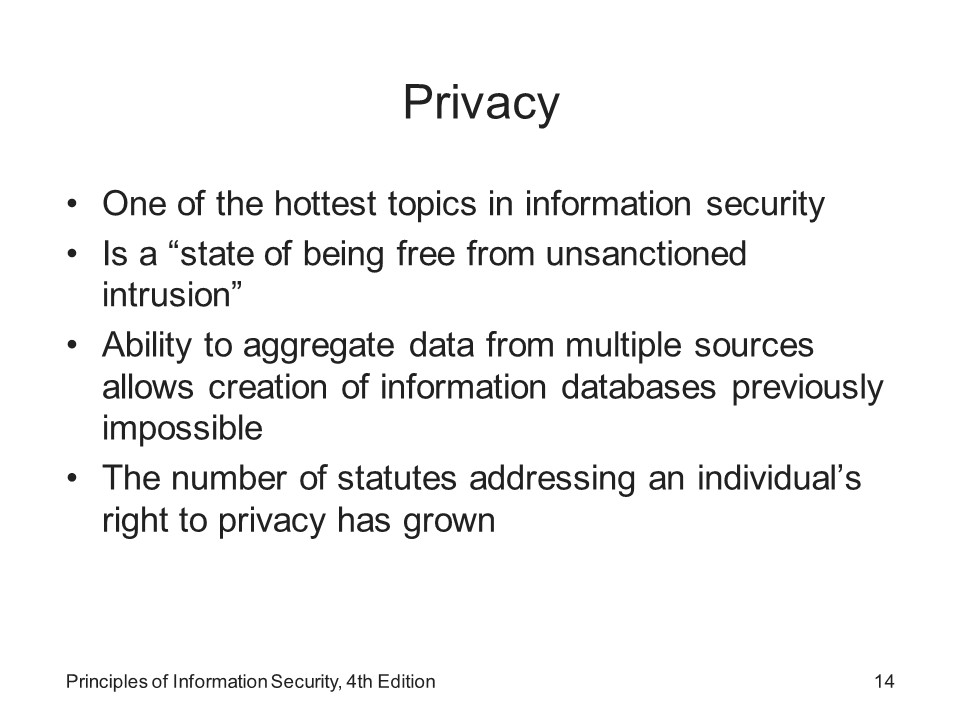 Privacy
• One of the hottest topics in information security
• Is a “state of being free from unsanctioned
intrusion”
• Ability to aggregate data from multiple sources
allows creation of information databases previously
impossible
• The number of statutes addressing an individual’s
right to privacy has grown
Principles of Information Security, 4th Edition 14